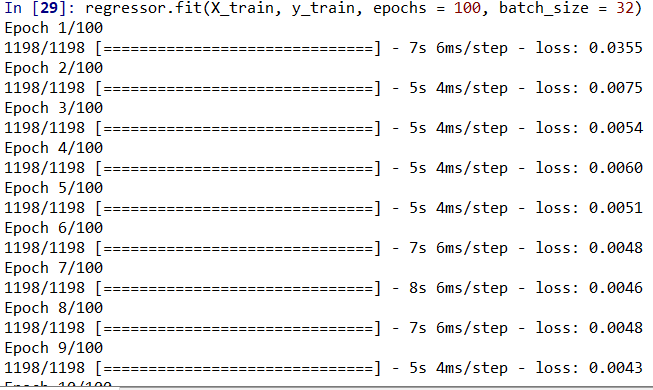 In [29]: regressor.fit(X_train, y_train, epochs = 100, batch_size = 32)
Epoch 1/100
1198/1198 [==============================] - 7s 6ms/step - loss: 0.0355
Epoch 2/100
1198/1198 [==============================] - 5s 4ms/step - loss: 0.0075
Epoch 3/100
1198/1198 [==============================] - 5s 4ms/step - loss: 0.0054
Epoch 4/100
1198/1198 [==============================] - 5s 4ms/step - loss: 0.0060
Epoch 5/100
1198/1198 [==============================] - 5s 4ms/step - loss: 0.0051
Epoch 6/100
1198/1198 [==============================] - 7s 6ms/step - loss: 0.0048
Epoch 7/100
1198/1198 [==============================] - 8s 6ms/step - loss: 0.0046
Epoch 8/100
1198/1198 [==============================] - 7s 6ms/step - loss: 0.0048
Epoch 9/100
1198/1198 [==============================] - 5s 4ms/step - loss: 0.0043
Epoch 10/100